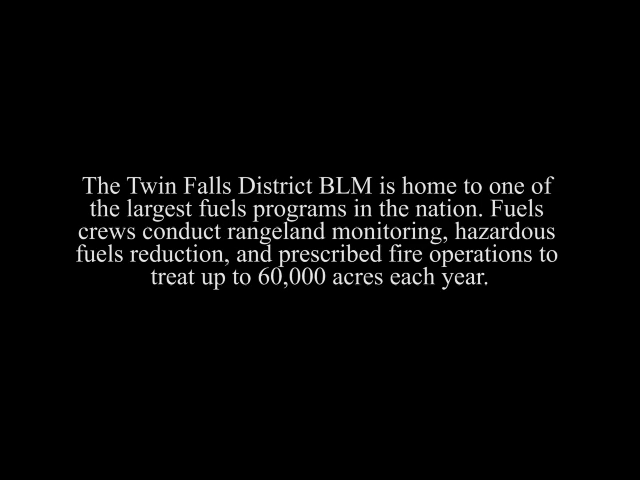 The Twin Falls District BLM is home to one of
the largest fuels programs in the nation. Fuels
crews conduct rangeland monitoring, hazardous
fuels reduction, and prescribed fire operations to
treat up to 60,000 acres each year.